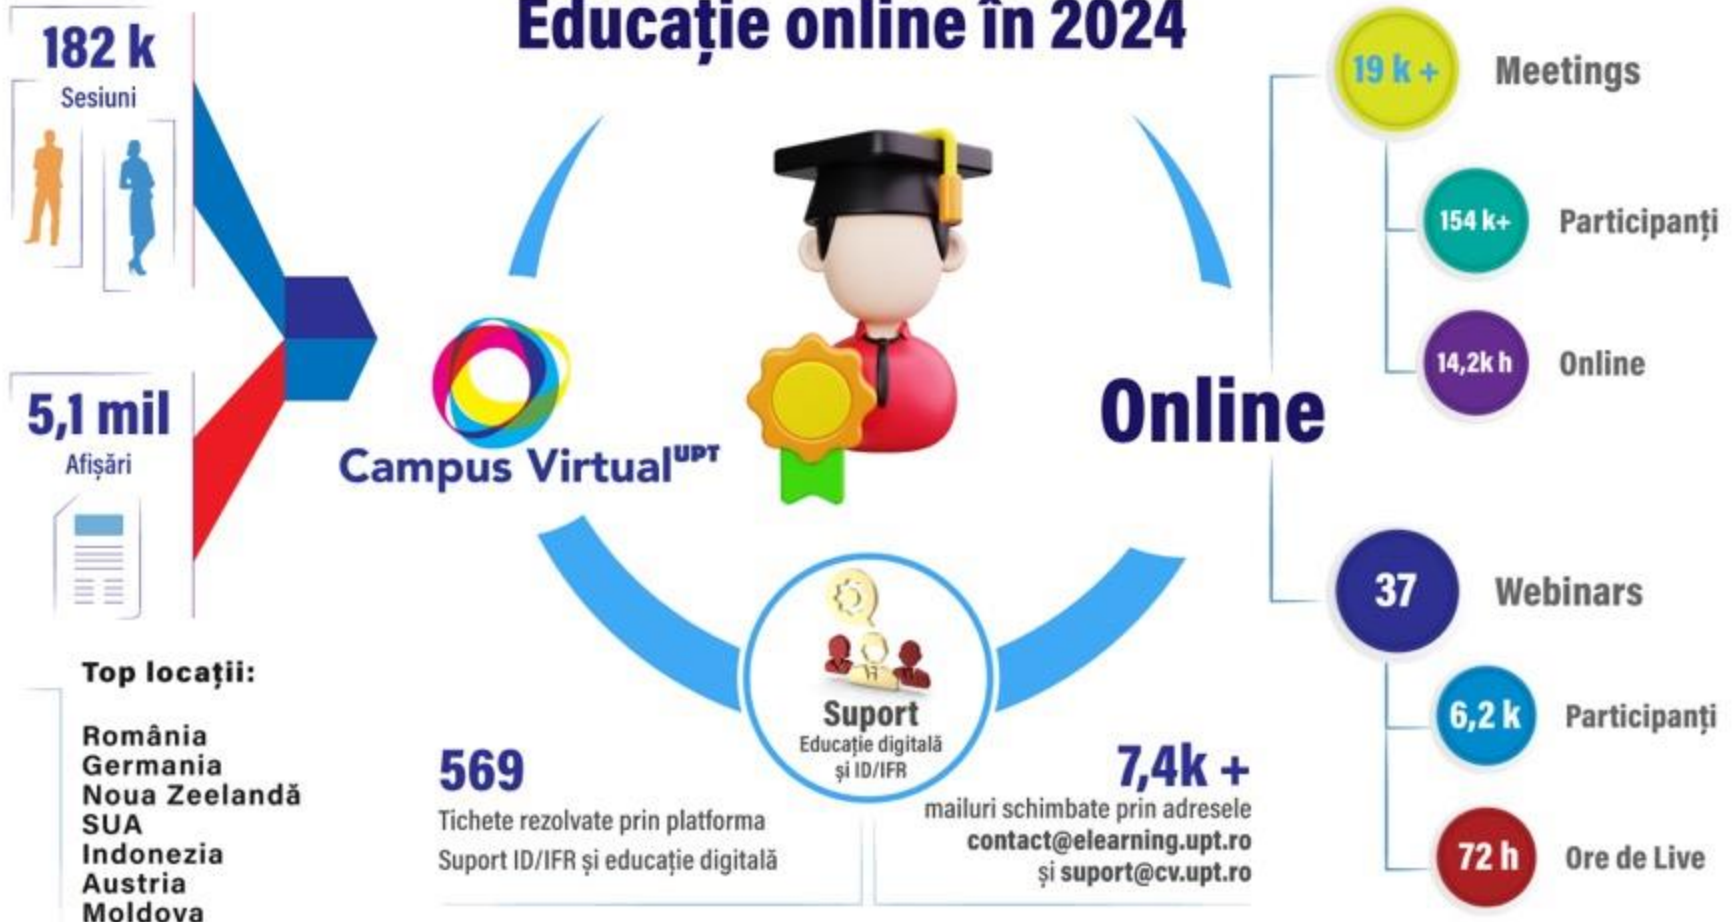 Educație online în 2024
182 k
Sesiuni
5,1 mil
Afișări
Top locații:
România
Germania
Noua Zeelandă
SUA
Indonezia
Austria
Moldova
Campus Virtual UPT
Suport
Educație digitală
și ID/IFR
569
Tichete rezolvate prin platforma
Suport ID/IFR și educație digitală
7,4k +
mailuri schimbate prin adresele
contact@elearning.upt.ro
și suport@cv.upt.ro
Online
19 k +
Meetings
154 k+
Participanți
14,2k h
Online
37
Webinars
6,2 k
Participanți
72 h
Ore de Live